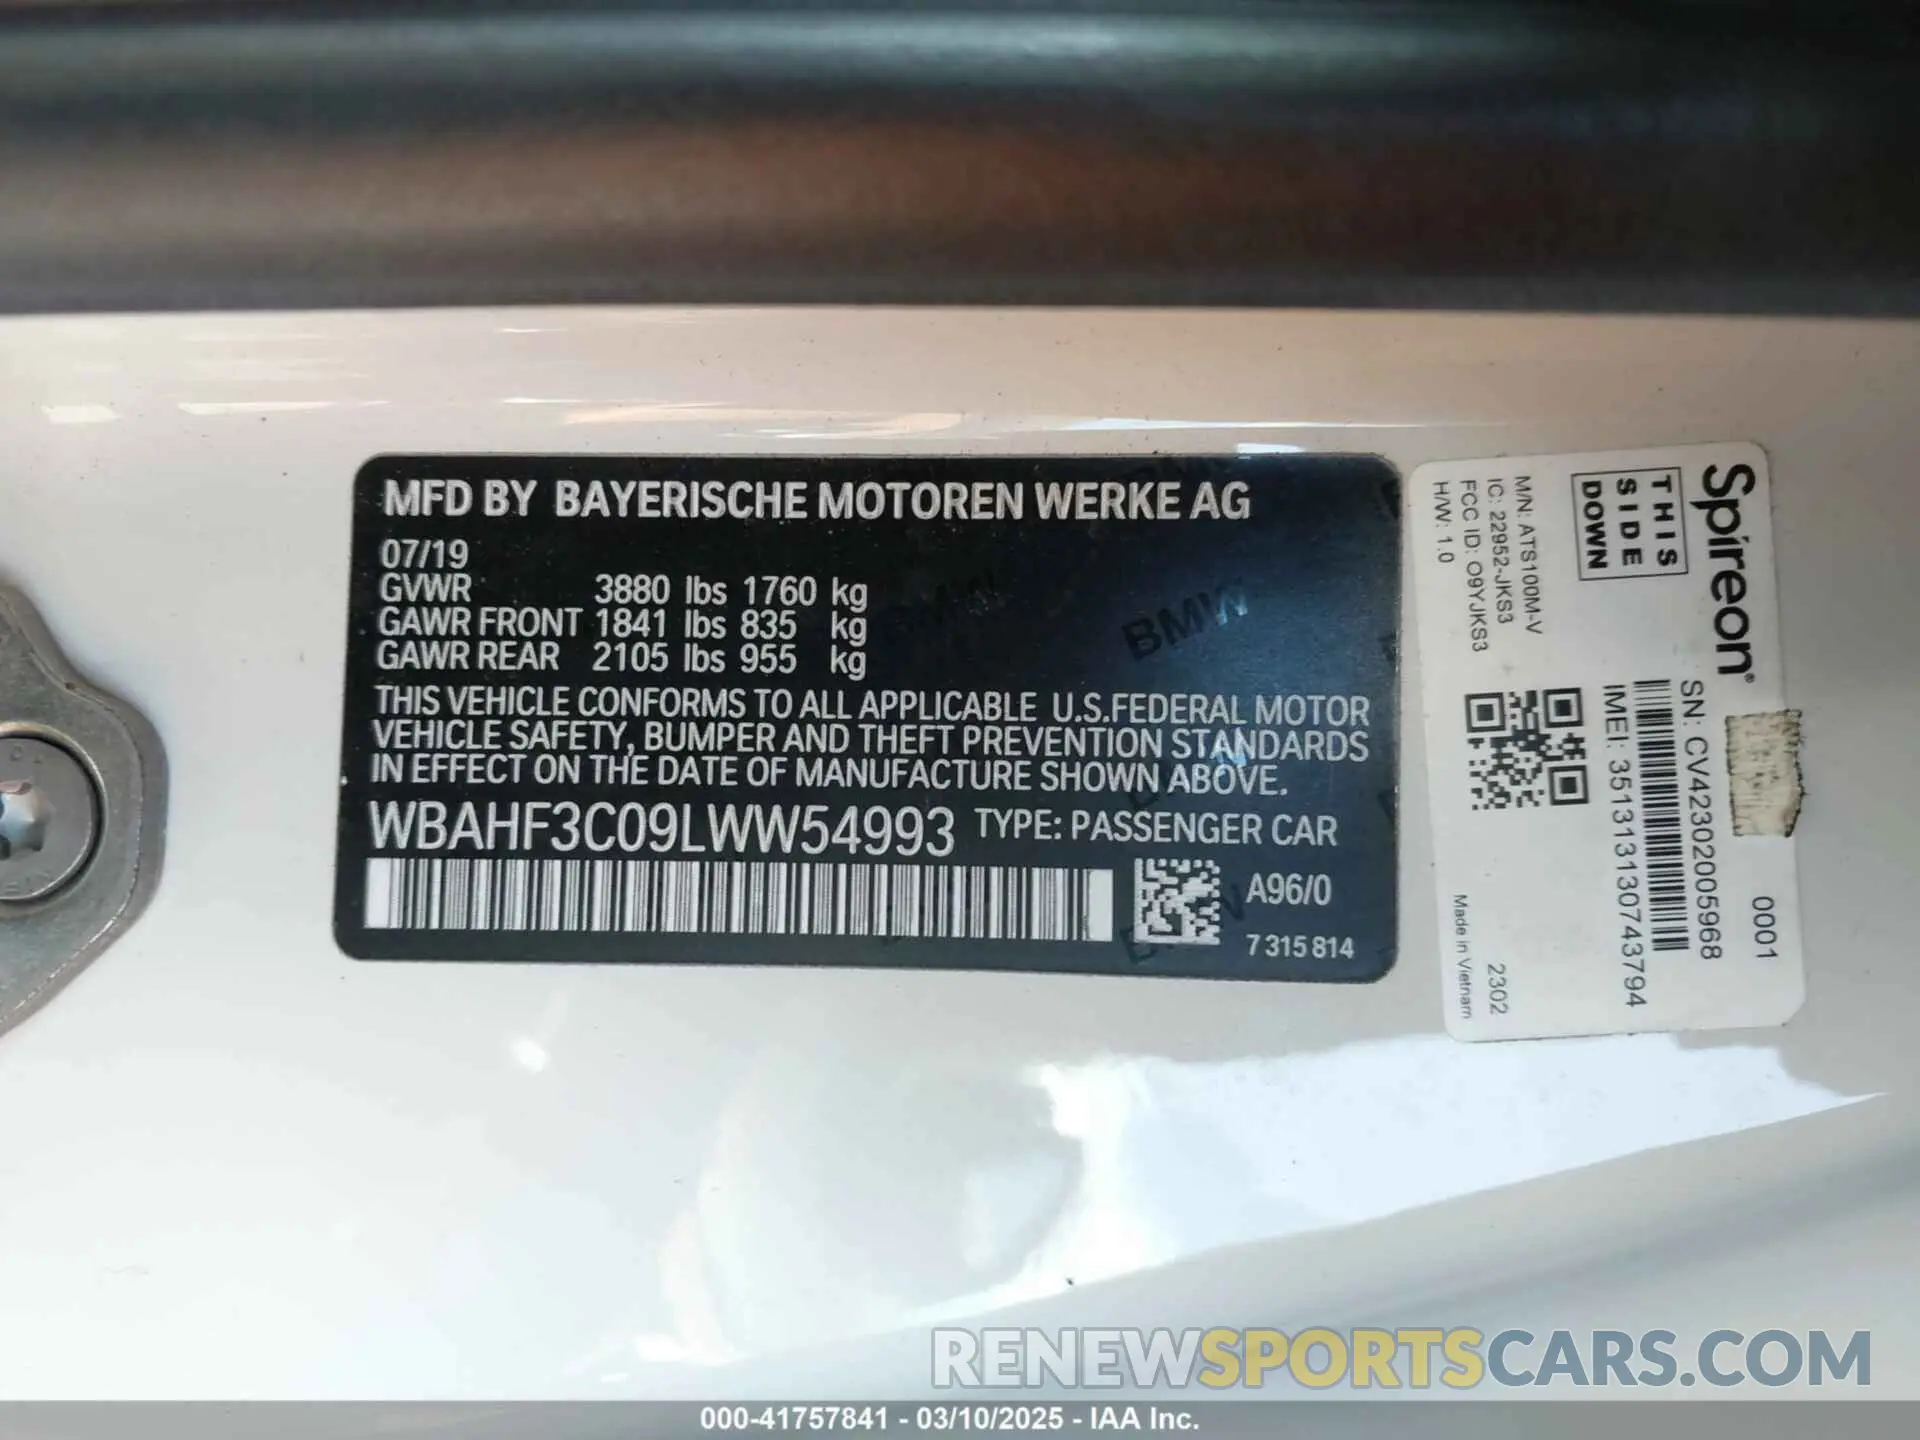 MFD BY BAYERISCHE MOTOREN WERKE AG
07/19
GVWR 3880 lbs 1760 kg
GAWR FRONT 1841 lbs 835 kg
GAWR REAR 2105 lbs 955 kg
THIS VEHICLE CONFORMS TO ALL APPLICABLE U.S.FEDERAL MOTOR
VEHICLE SAFETY, BUMPER AND THEFT PREVENTION STANDARDS
IN EFFECT ON THE DATE OF MANUFACTURE SHOWN ABOVE.
WBAHF3C09LWW54993 TYPE: PASSENGER CAR
A96/0
7 315 814
BMW
Spireon®
THIS
SIDE
DOWN
M/N: ATS100M-V
IC: 22952-JKS3
FCC ID: O9YJKS3
H/W: 1.0
SN: CV42302005968
IMEI: 351313130743794
0001
2302
Made in Vietnam
RENEWSPORTSCARS.COM
000-41757841 - 03/10/2025 - IAA Inc.